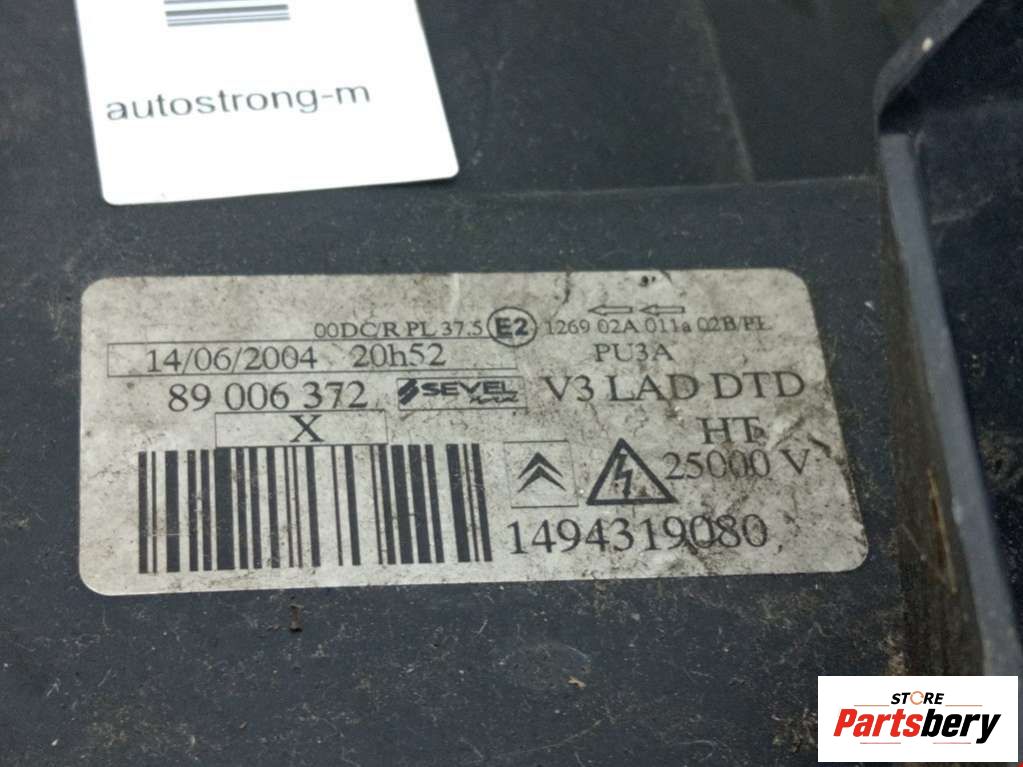 autostrong-m
00DC/R PL 37.5 E2 1269 02A 011a 02B/PL
14/06/2004 20h52
PU3A
89 006 372 SEVEL V3 LAD DTD
X
HT
25000 V
1494319080
STORE
Partsbery